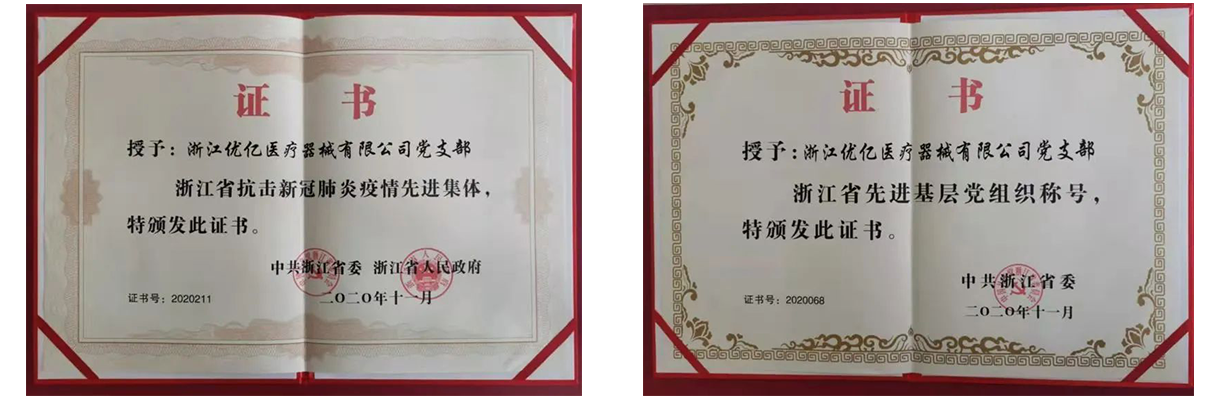 证 书
授予：浙江优亿医疗器械有限公司党支部
浙江省抗击新冠肺炎疫情先进集体，
特颁发此证书。
中共浙江省委 浙江省人民政府
证书号：2020211
二〇二〇年十一月
证 书
授予：浙江优亿医疗器械有限公司党支部
浙江省先进基层党组织称号，
特颁发此证书。
中共浙江省委
证书号：2020068
二〇二〇年十一月